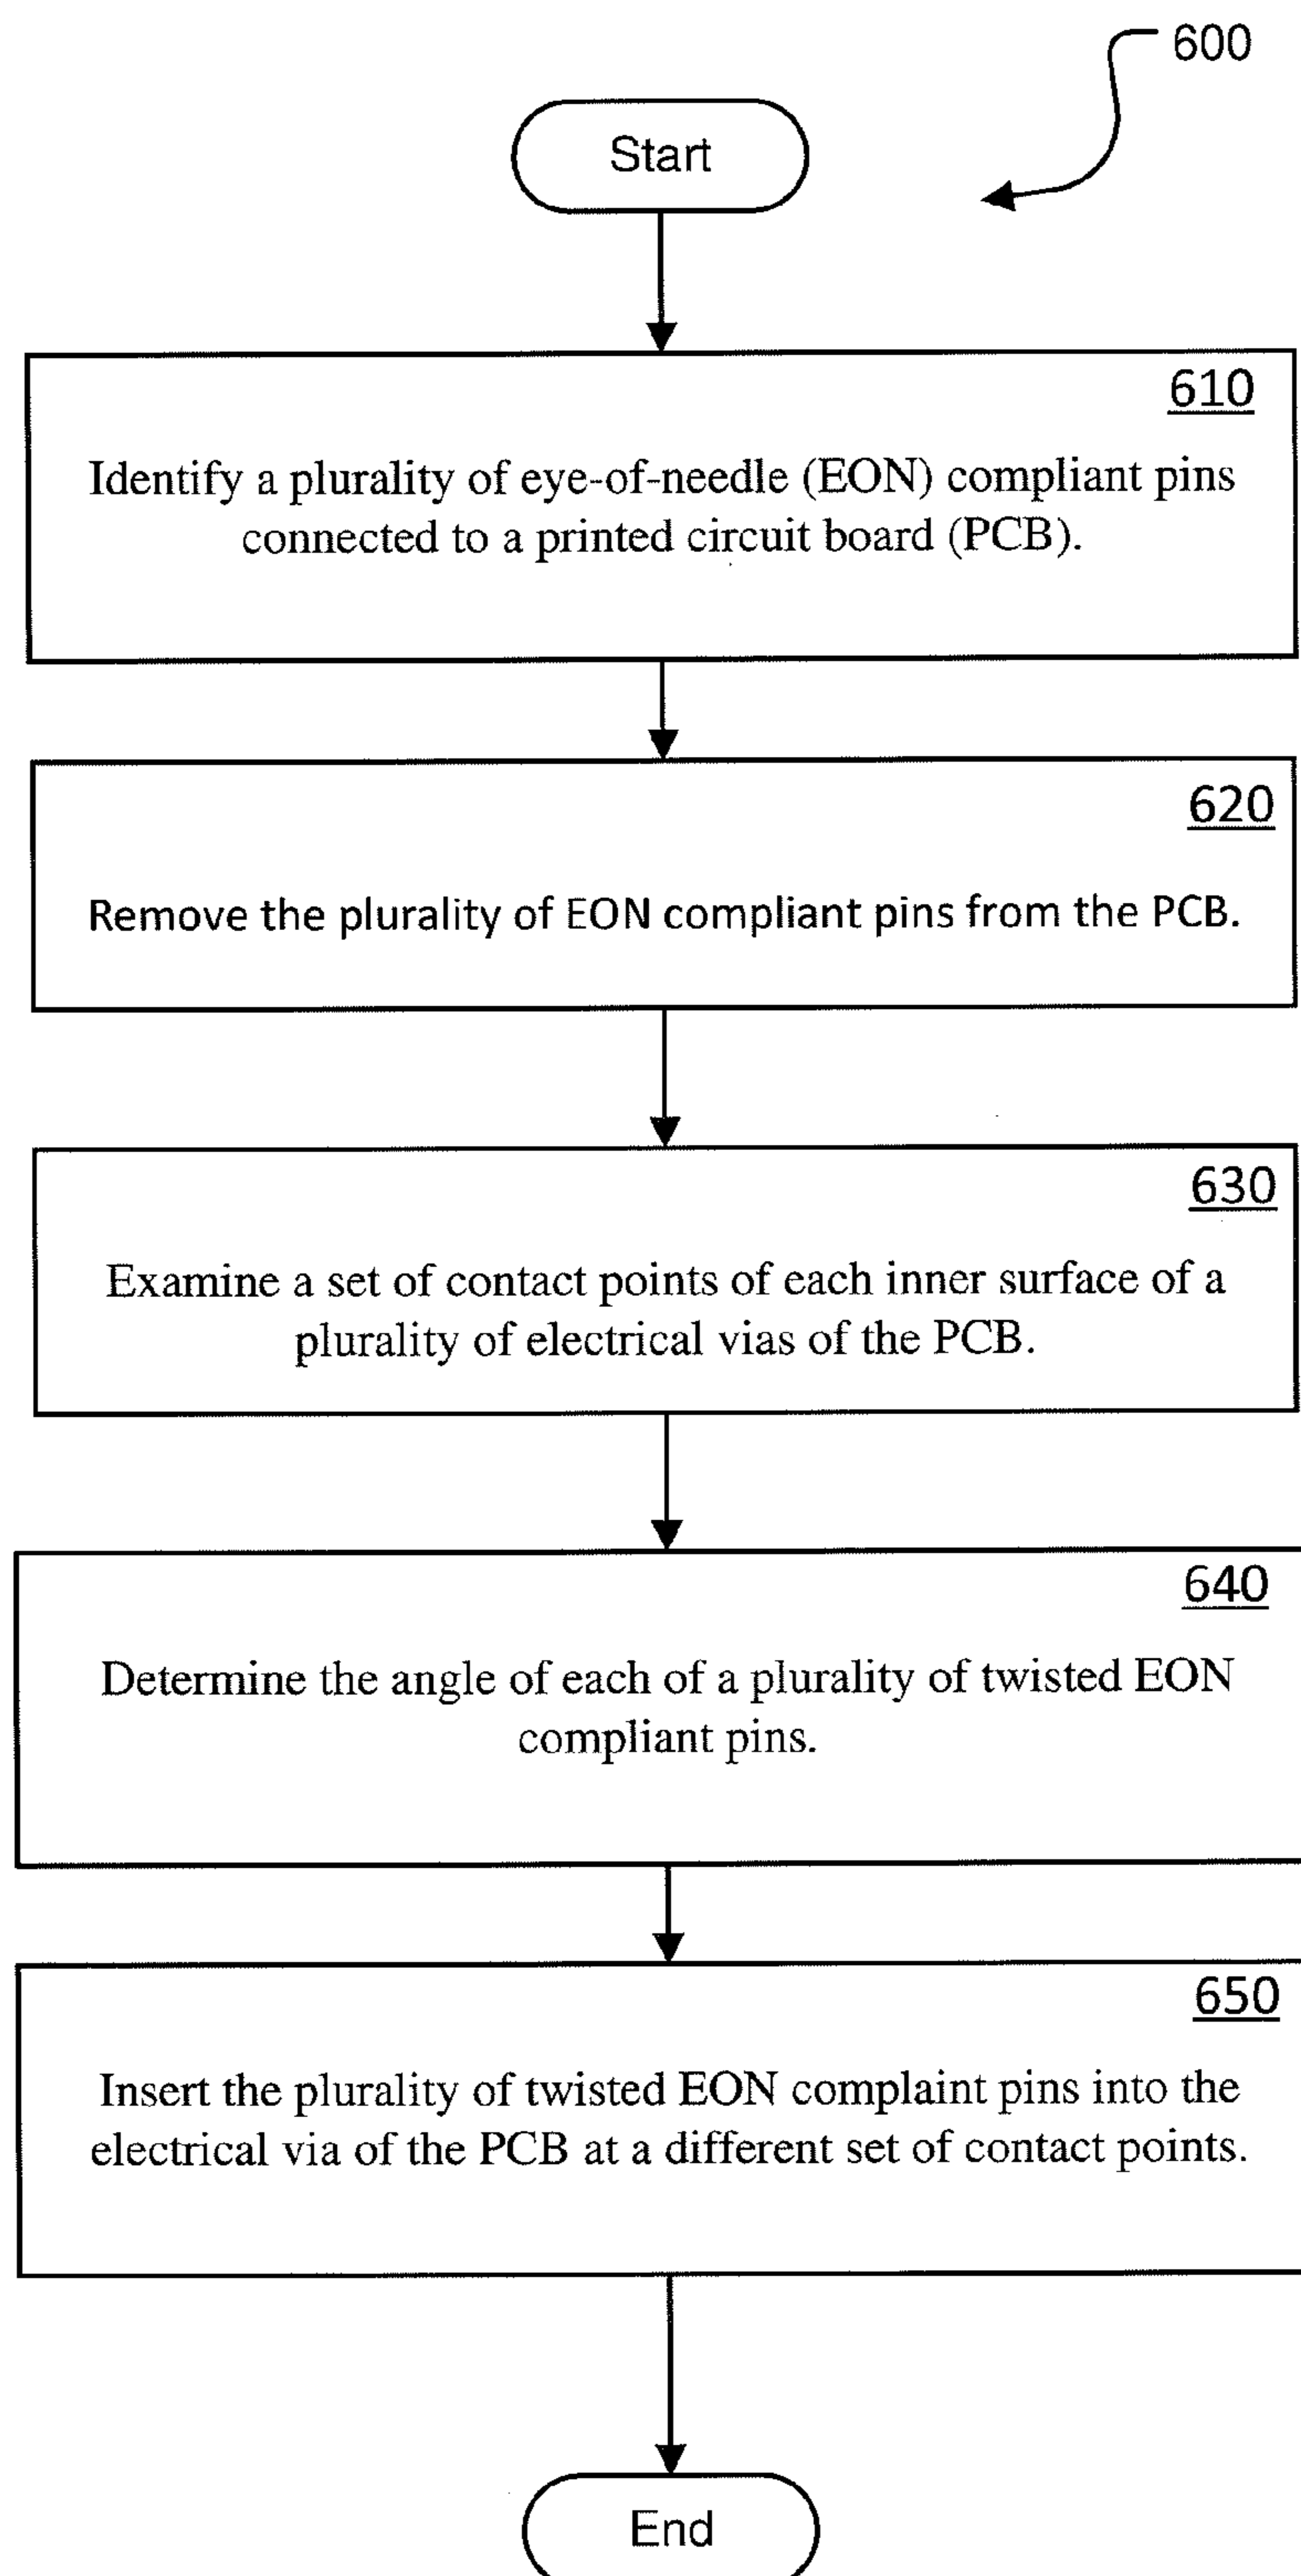 600
Start
610
Identify a plurality of eye-of-needle (EON) compliant pins
connected to a printed circuit board (PCB).
620
Remove the plurality of EON compliant pins from the PCB.
630
Examine a set of contact points of each inner surface of a
plurality of electrical vias of the PCB.
640
Determine the angle of each of a plurality of twisted EON
compliant pins.
650
Insert the plurality of twisted EON complaint pins into the
electrical via of the PCB at a different set of contact points.
End